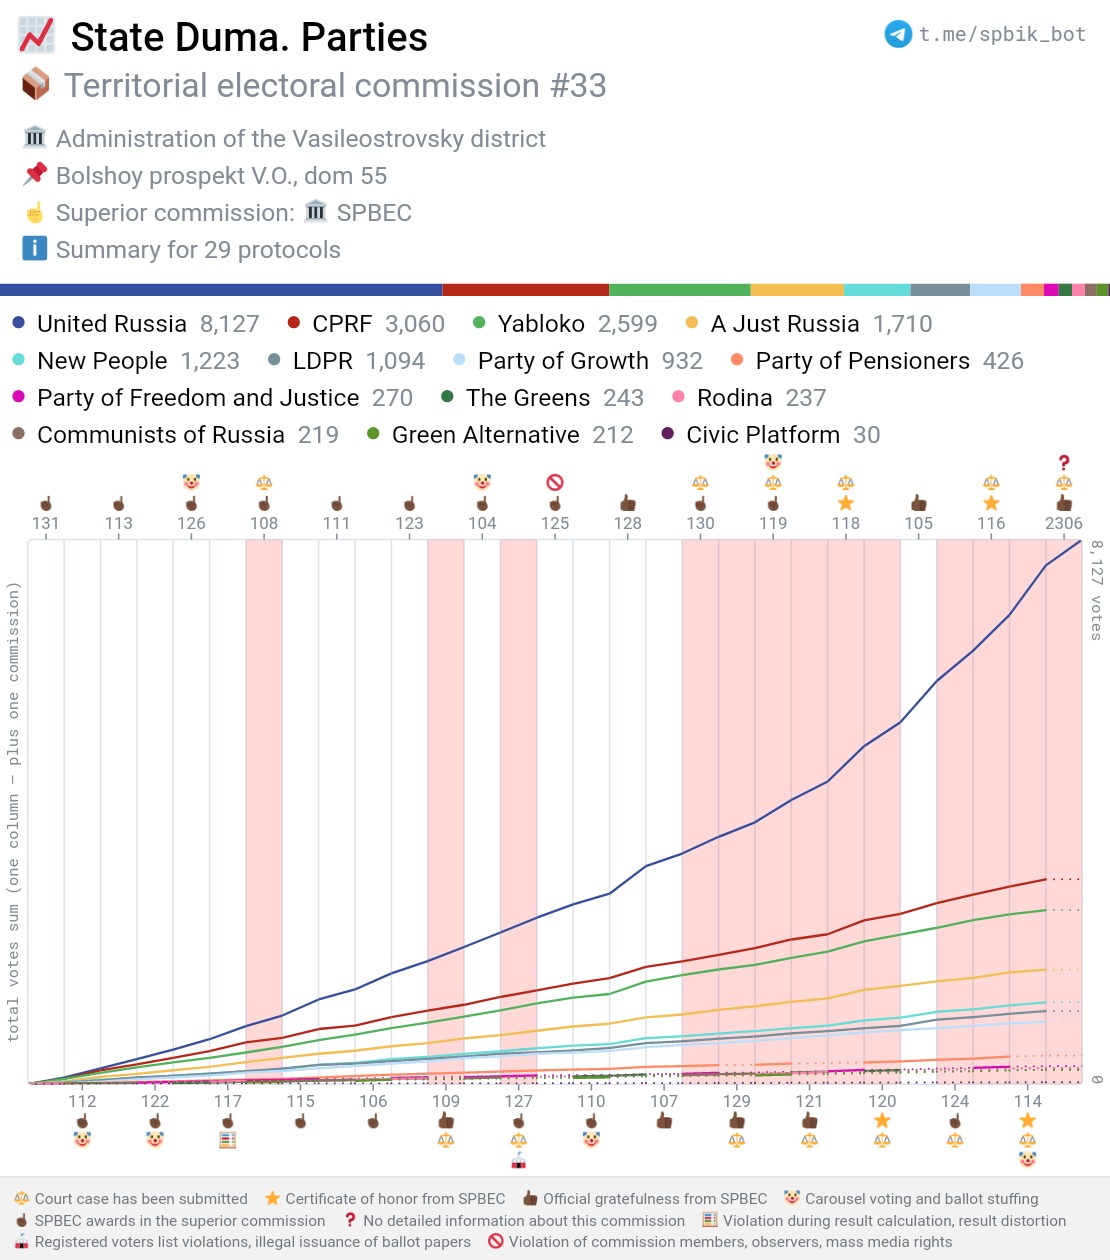 State Duma. Parties
t.me/spbik_bot
Territorial electoral commission #33
Administration of the Vasileostrovsky district
Bolshoy prospekt V.O., dom 55
Superior commission: SPBEC
Summary for 29 protocols
United Russia 8,127 CPRF 3,060 Yabloko 2,599 A Just Russia 1,710
New People 1,223 LDPR 1,094 Party of Growth 932 Party of Pensioners 426
Party of Freedom and Justice 270 The Greens 243 Rodina 237
Communists of Russia 219 Green Alternative 212 Civic Platform 30
131 113 126 108 111 123 104 125 128 130 119 118 105 116 2306
total votes sum (one column – plus one commission)
8,127 votes
0
112 122 117 115 106 109 127 110 107 129 121 120 124 114
Court case has been submitted Certificate of honor from SPBEC Official gratefulness from SPBEC Carousel voting and ballot stuffing
SPBEC awards in the superior commission No detailed information about this commission Violation during result calculation, result distortion
Registered voters list violations, illegal issuance of ballot papers Violation of commission members, observers, mass media rights